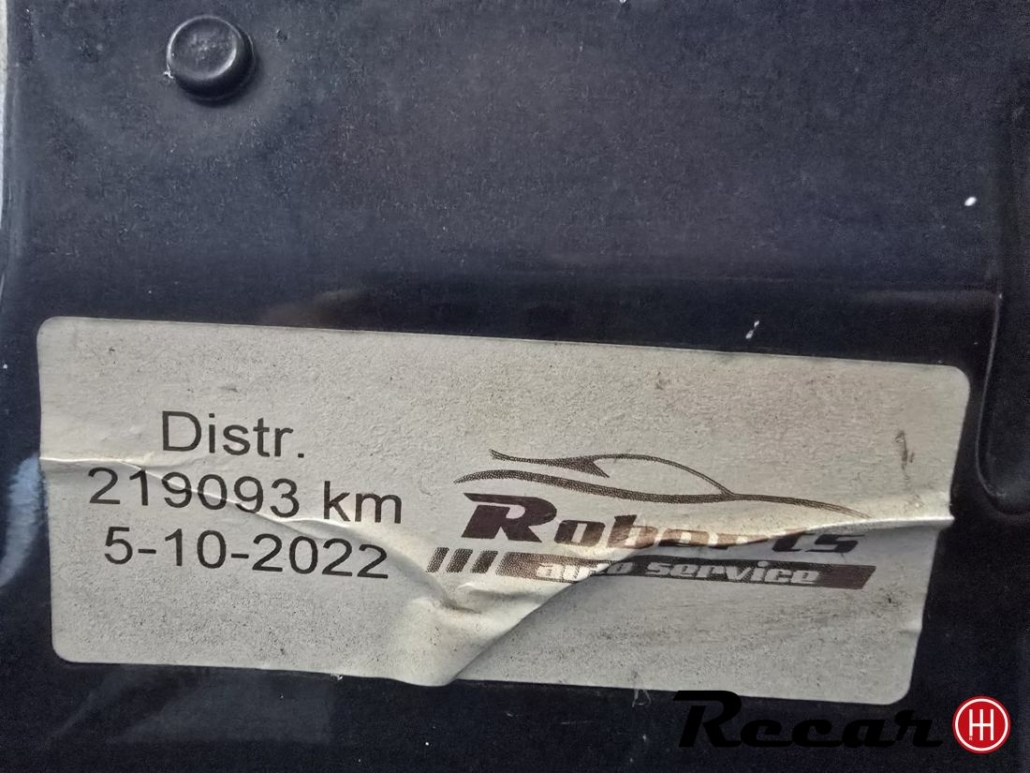 Distr.
219093 km
5-10-2022
Roberts
auto service
Recar